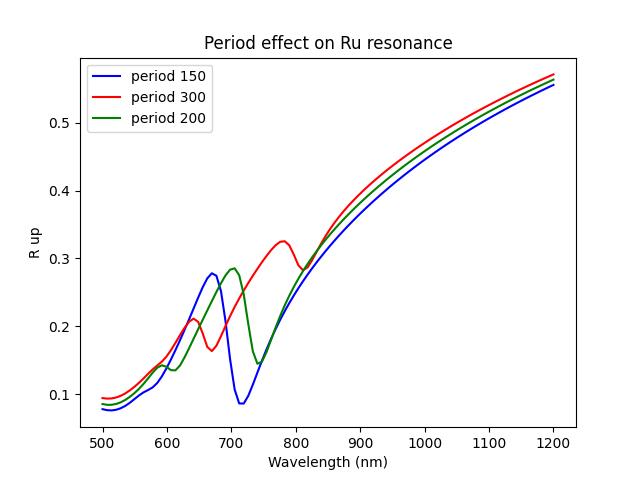 Period effect on Ru resonance
period 150
period 300
period 200
R up
0.5
0.4
0.3
0.2
0.1
500 600 700 800 900 1000 1100 1200
Wavelength (nm)